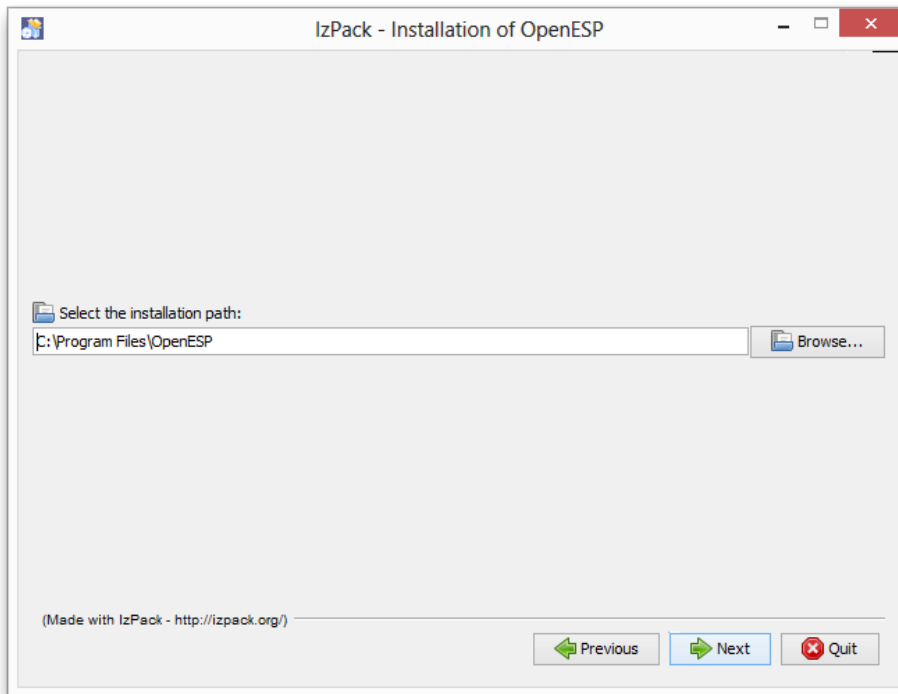 IzPack - Installation of OpenESP
Select the installation path:
C:\Program Files\OpenESP
Browse...
(Made with IzPack - http://izpack.org/)
Previous
Next
Quit